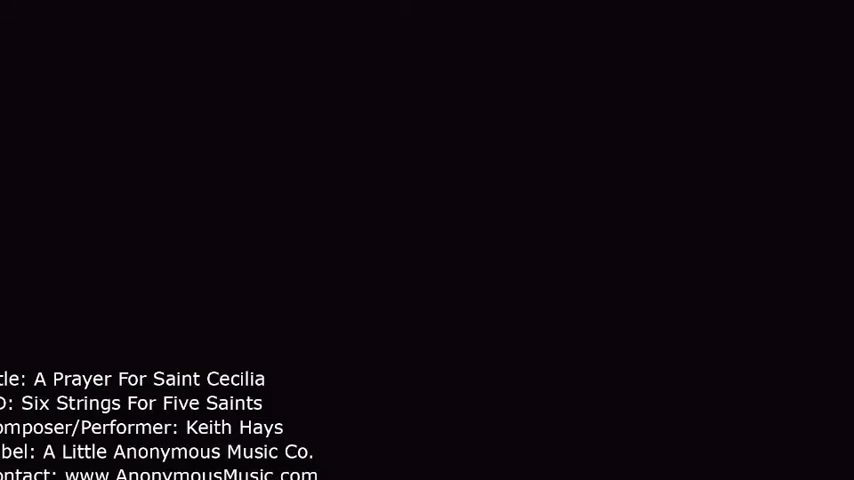 tle: A Prayer For Saint Cecilia
D: Six Strings For Five Saints
omposer/Performer: Keith Hays
bel: A Little Anonymous Music Co.
ontact: www.AnonymousMusic.com